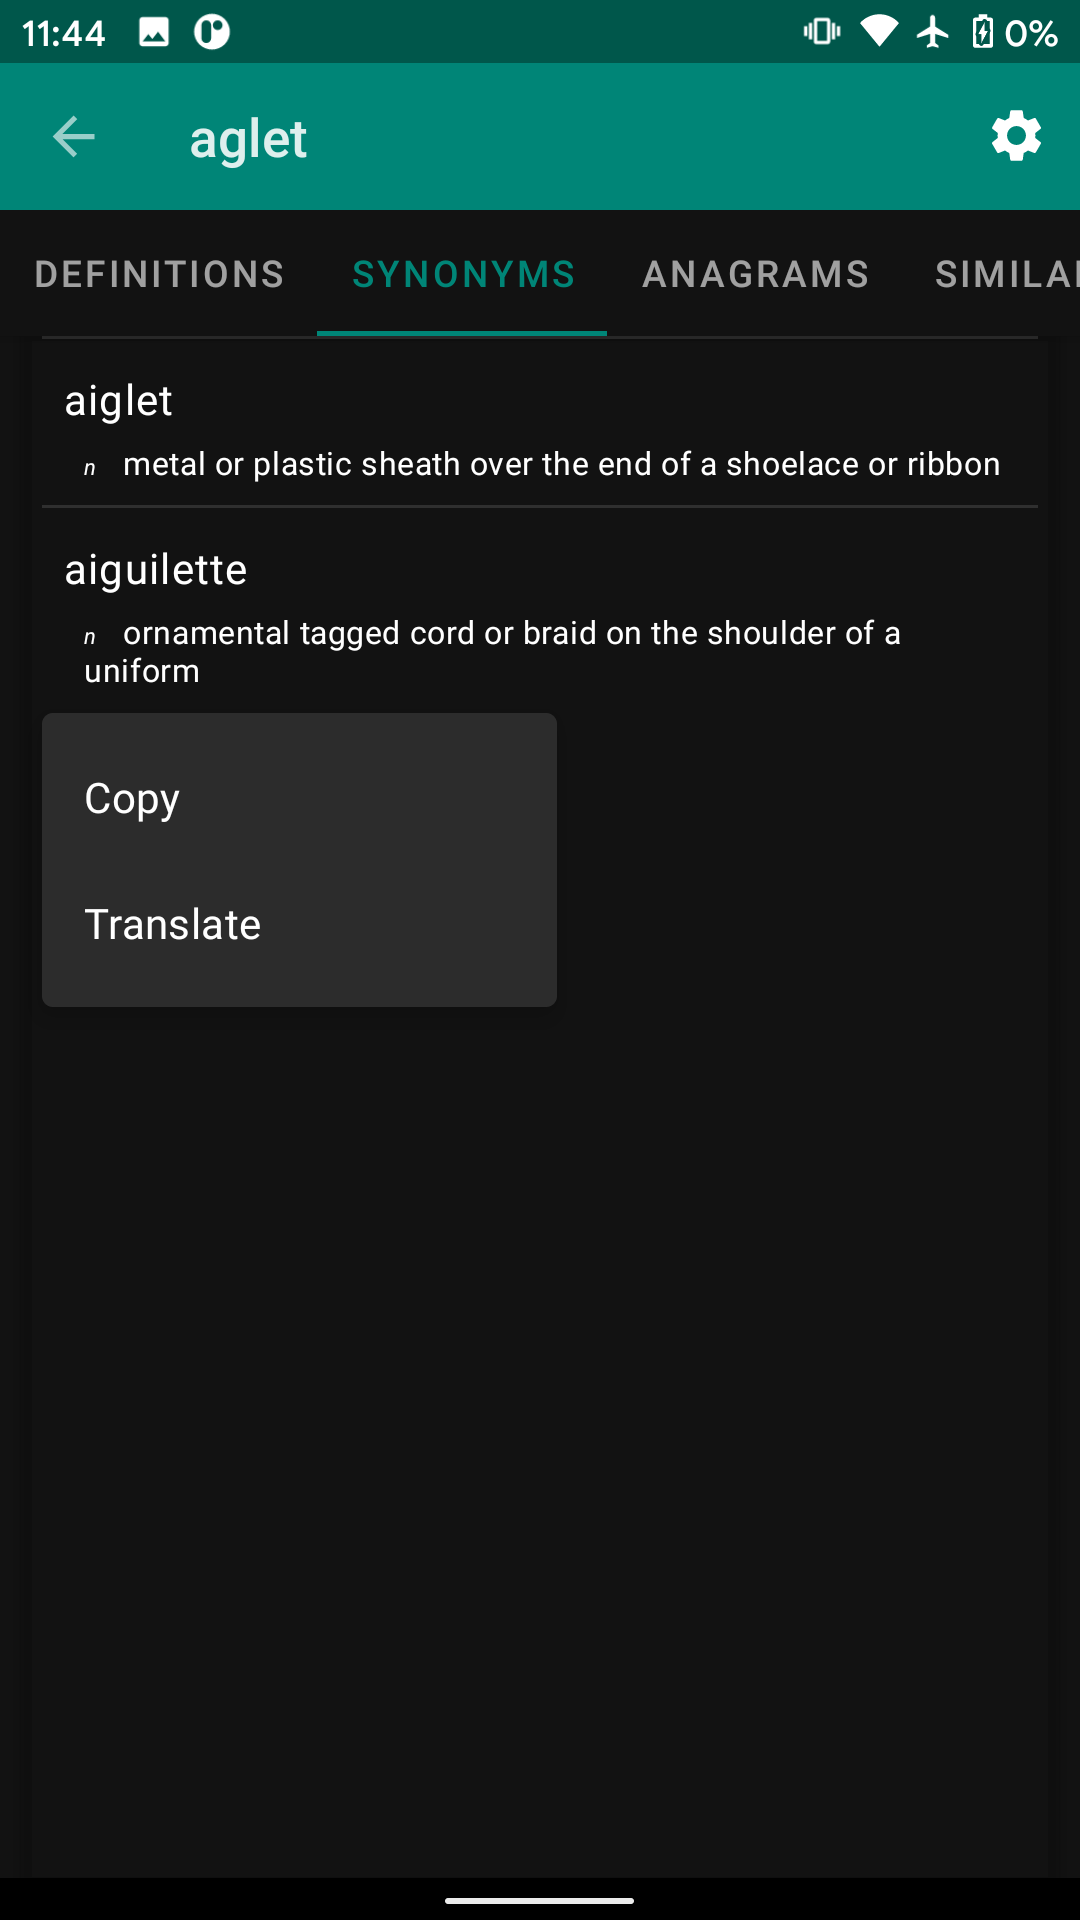 11:44
0%
aglet
DEFINITIONS
SYNONYMS
ANAGRAMS
SIMILA
aiglet
n metal or plastic sheath over the end of a shoelace or ribbon
aiguilette
n ornamental tagged cord or braid on the shoulder of a
uniform
Copy
Translate